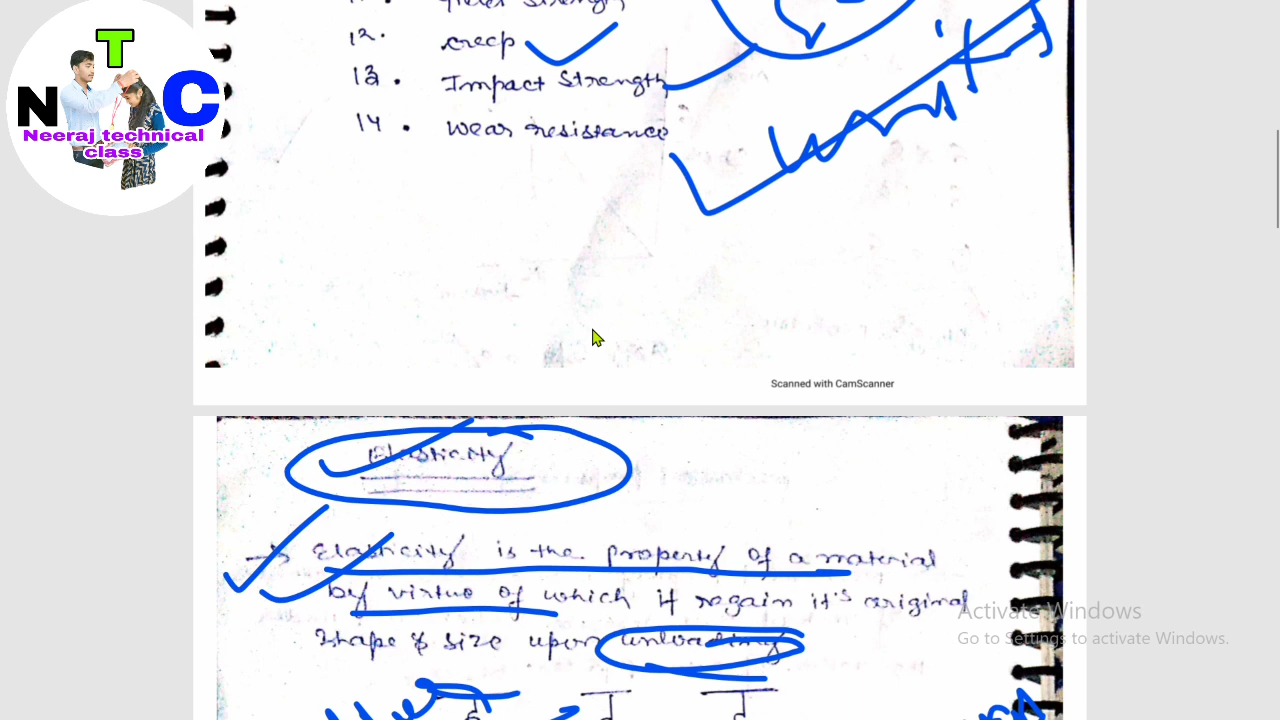 T
N C
Neeraj technical
class
Yield Strength
12. creep
13. Impact Strength
14. wear resistance
Scanned with CamScanner
Elasticity
→ Elasticity is the property of a material
by virtue of which it regain it's original
shape & size upon unloading
Activate Windows
Go to Settings to activate Windows.